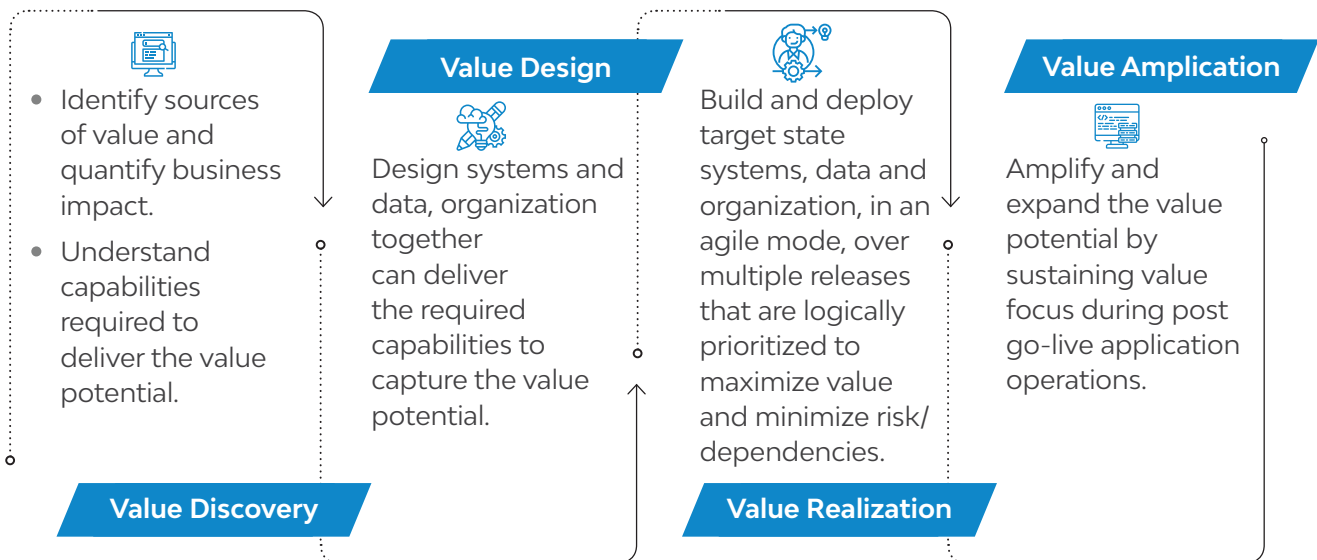 • Identify sources
of value and
quantify business
impact.
• Understand
capabilities
required to
deliver the value
potential.
Value Discovery
Value Design
Design systems and
data, organization
together
can deliver
the required
capabilities to
capture the value
potential.
Build and deploy
target state
systems, data and
organization, in an
agile mode, over
multiple releases
that are logically
prioritized to
maximize value
and minimize risk/
dependencies.
Value Realization
Value Amplication
Amplify and
expand the value
potential by
sustaining value
focus during post
go-live application
operations.